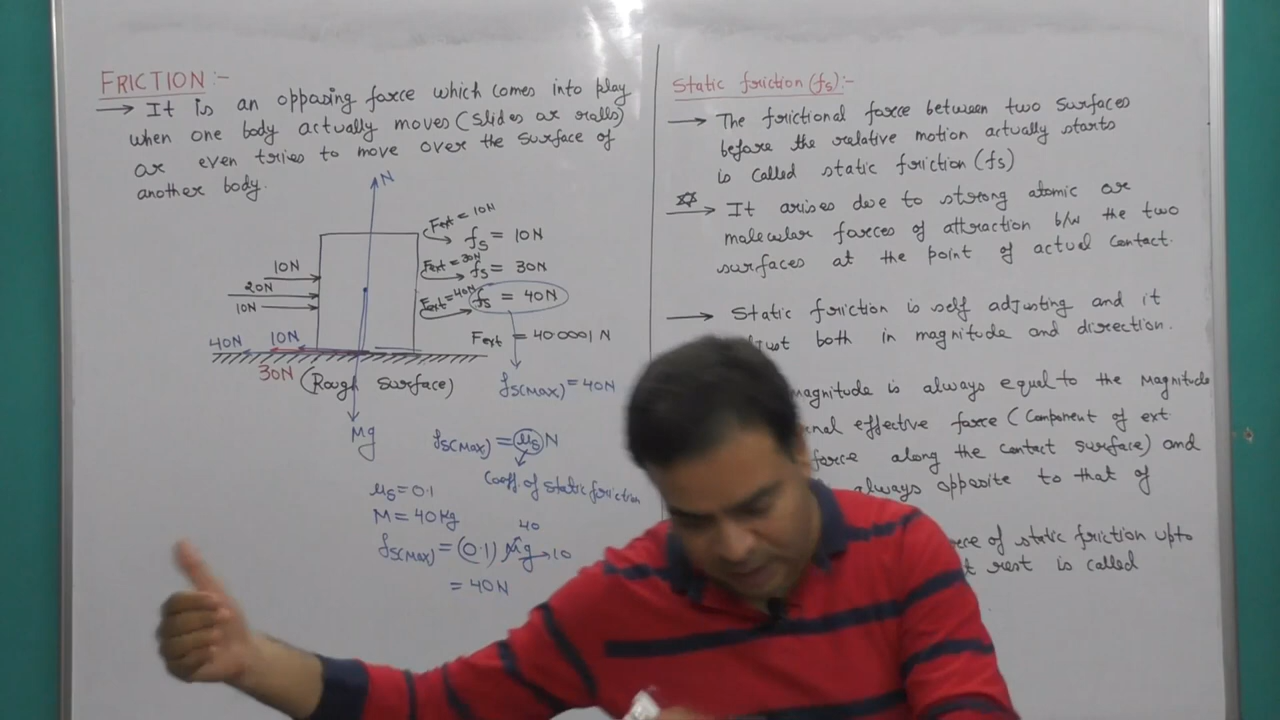 FRICTION :-
→ It is an opposing force which comes into play
when one body actually moves (slides or rolls)
or even tries to move over the surface of
another body.
N
10N
20N
10N
40N
10N
30N
(Rough Surface)
Mg
Fext = 10N
fs = 10N
Fext = 30N
fs = 30N
Fext = 40N
fs = 40N
Fext = 40.0001 N
fs(MAX) = 40N
fs(MAX) = μs N
Coeff. of static friction
μs = 0.1
M = 40 Kg
40
fs(MAX) = (0.1) Mg → 10
= 40N
Static friction (fs) :-
→ The frictional force between two surfaces
before the relative motion actually starts
is called static friction (fs)
→ It arises due to strong atomic or
molecular forces of attraction b/w the two
surfaces at the point of actual contact.
→ Static friction is self adjusting and it
both in magnitude and direction.
magnitude is always equal to the Magnitude
effective force (Component of ext
force along the contact surface) and
always opposite to that of
of static friction upto
rest is called